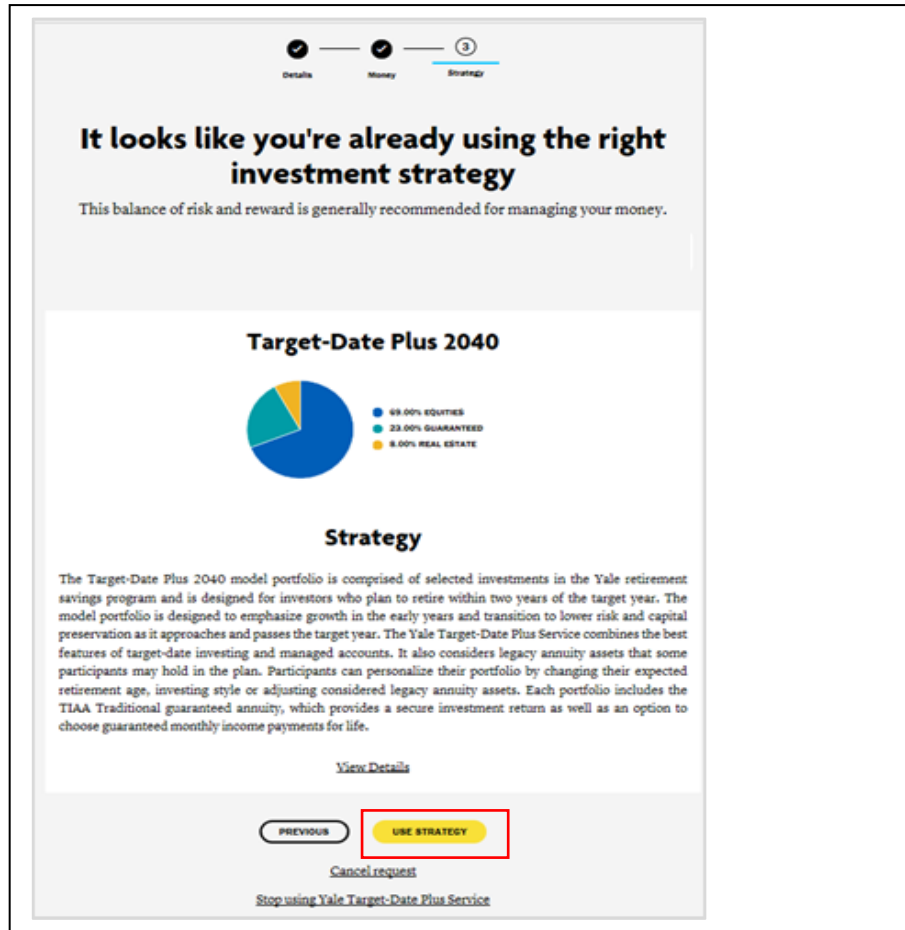 3
Details
Money
Strategy
It looks like you're already using the right
investment strategy
This balance of risk and reward is generally recommended for managing your money.
Target-Date Plus 2040
69.00% EQUITIES
23.00% GUARANTEED
8.00% REAL ESTATE
Strategy
The Target-Date Plus 2040 model portfolio is comprised of selected investments in the Yale retirement
savings program and is designed for investors who plan to retire within two years of the target year. The
model portfolio is designed to emphasize growth in the early years and transition to lower risk and capital
preservation as it approaches and passes the target year. The Yale Target-Date Plus Service combines the best
features of target-date investing and managed accounts. It also considers legacy annuity assets that some
participants may hold in the plan. Participants can personalize their portfolio by changing their expected
retirement age, investing style or adjusting considered legacy annuity assets. Each portfolio includes the
TIAA Traditional guaranteed annuity, which provides a secure investment return as well as an option to
choose guaranteed monthly income payments for life.
View Details
PREVIOUS
USE STRATEGY
Cancel request
Stop using Yale Target-Date Plus Service